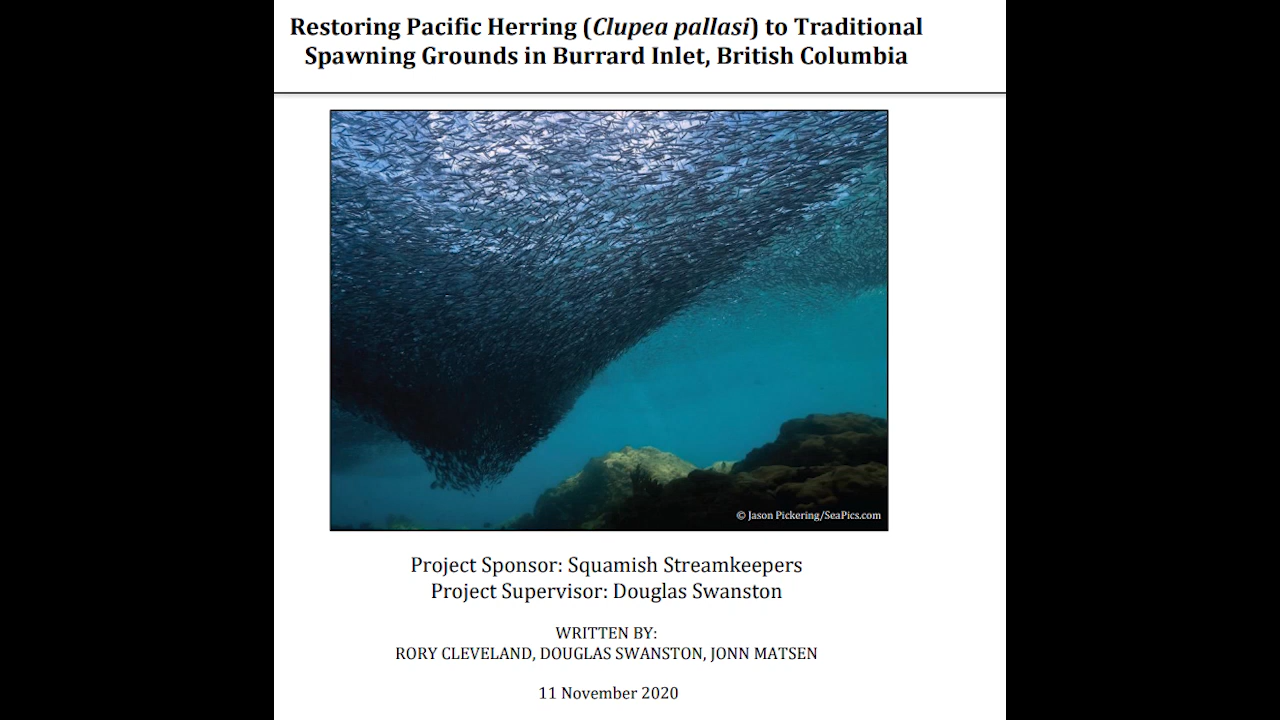 Restoring Pacific Herring (Clupea pallasi) to Traditional
Spawning Grounds in Burrard Inlet, British Columbia
© Jason Pickering/SeaPics.com
Project Sponsor: Squamish Streamkeepers
Project Supervisor: Douglas Swanston
WRITTEN BY:
RORY CLEVELAND, DOUGLAS SWANSTON, JONN MATSEN
11 November 2020